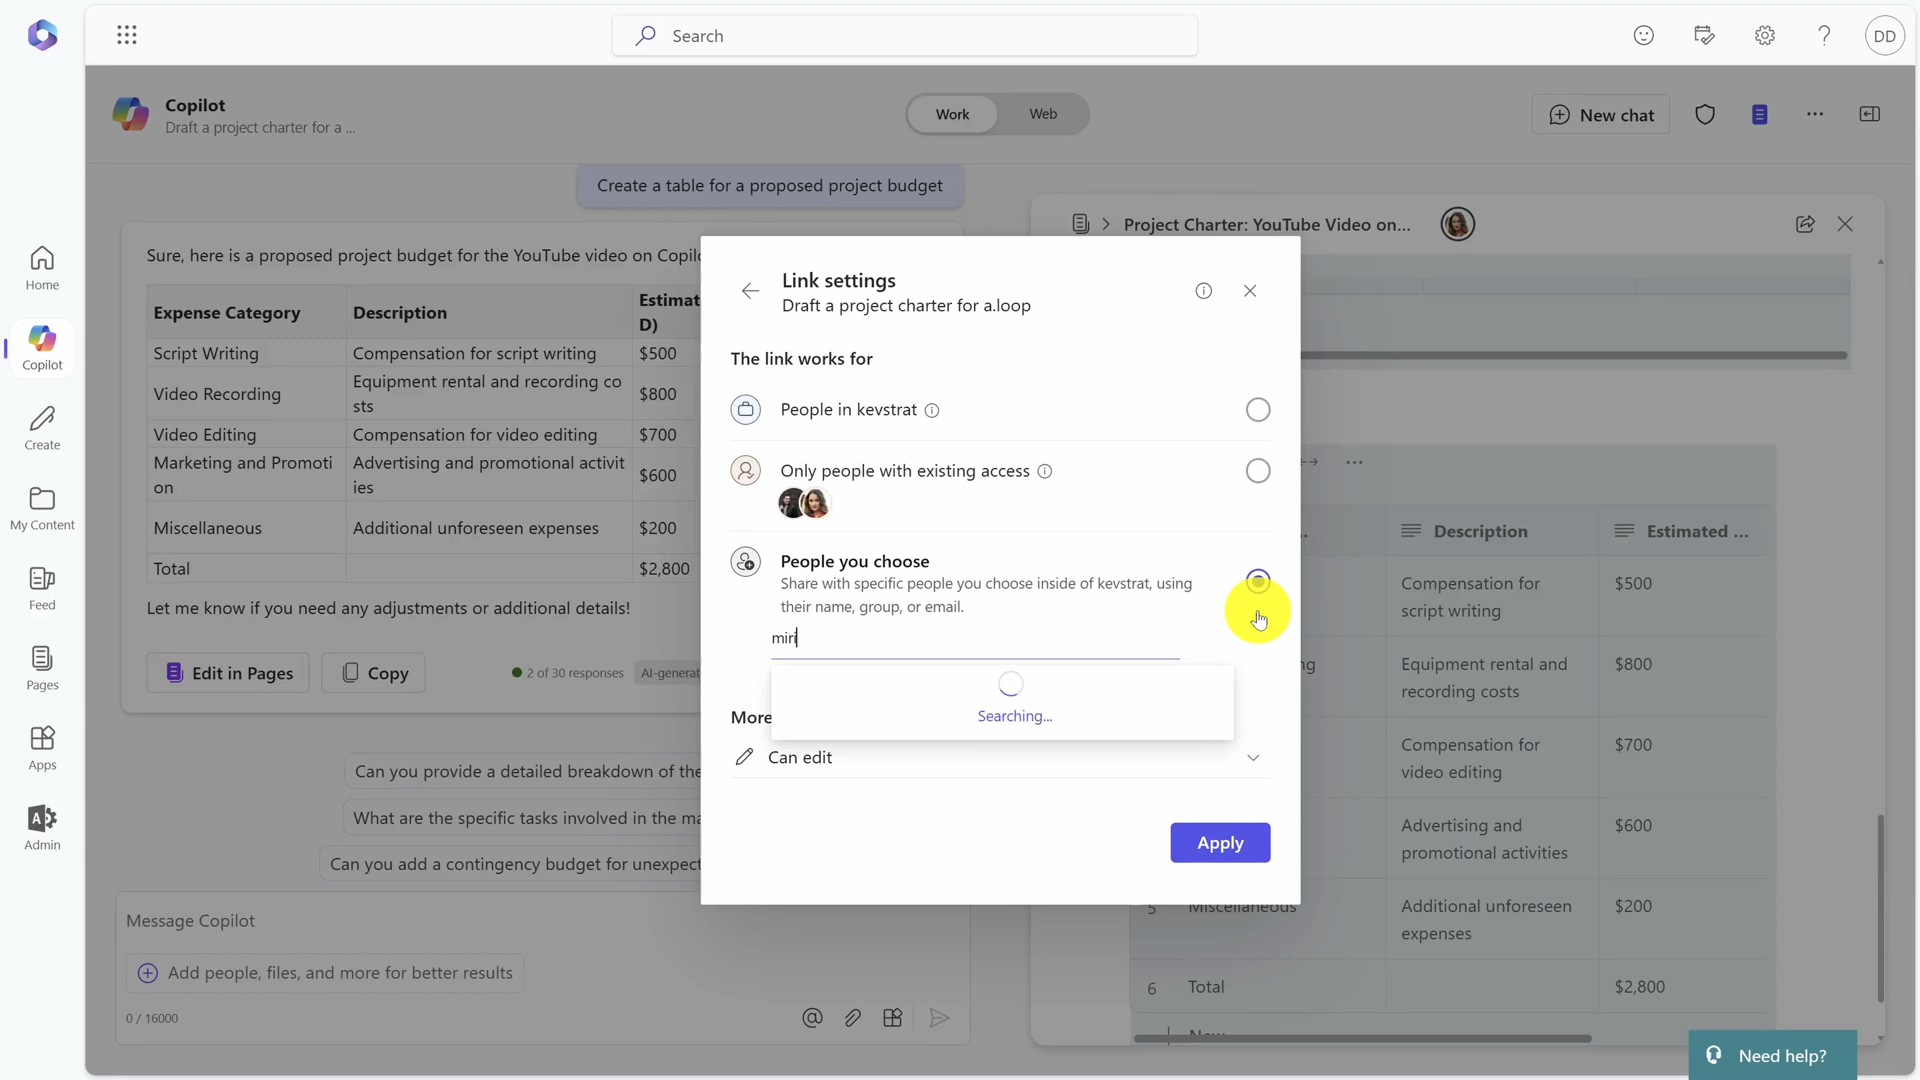 Search
DD
Copilot
Draft a project charter for a ...
Work
Web
New chat
Home
Copilot
Create
My Content
Feed
Pages
Apps
Admin
Create a table for a proposed project budget
Sure, here is a proposed project budget for the YouTube video on Copil
Expense Category
Description
Estimat
D)
Script Writing
Compensation for script writing
$500
Video Recording
Equipment rental and recording co
sts
$800
Video Editing
Compensation for video editing
$700
Marketing and Promoti
on
Advertising and promotional activit
ies
$600
Miscellaneous
Additional unforeseen expenses
$200
Total
$2,800
Let me know if you need any adjustments or additional details!
Edit in Pages
Copy
2 of 30 responses
AI-genera
Can you provide a detailed breakdown of the
What are the specific tasks involved in the ma
Can you add a contingency budget for unexpect
Message Copilot
Add people, files, and more for better results
0 / 16000
Link settings
Draft a project charter for a.loop
The link works for
People in kevstrat
Only people with existing access
People you choose
Share with specific people you choose inside of kevstrat, using
their name, group, or email.
miri
Searching...
More
Can edit
Apply
Project Charter: YouTube Video on...
Description
Estimated ...
Compensation for
script writing
$500
ng
Equipment rental and
recording costs
$800
Compensation for
video editing
$700
Advertising and
promotional activities
$600
5
Miscellaneous
Additional unforeseen
expenses
$200
6
Total
$2,800
New
Need help?